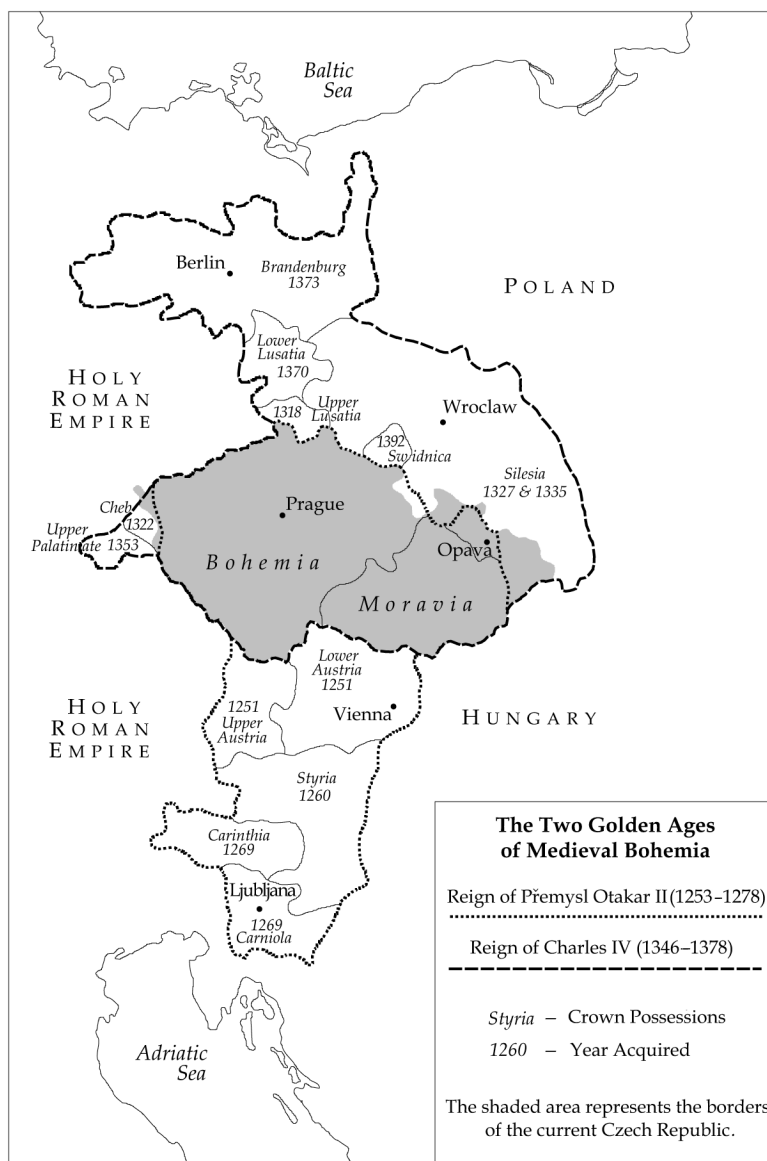 Baltic
Sea
Berlin
Brandenburg
1373
POLAND
Lower
Lusatia
1370
HOLY
ROMAN
EMPIRE
1318
Upper
Lusatia
Wroclaw
1392
Swidnica
Silesia
1327 & 1335
Cheb
1322
Upper
Palatinate 1353
Prague
Bohemia
Opava
Moravia
Lower
Austria
1251
1251
Upper
Austria
Vienna
HOLY
ROMAN
EMPIRE
HUNGARY
Styria
1260
Carinthia
1269
Ljubljana
1269
Carniola
Adriatic
Sea
The Two Golden Ages
of Medieval Bohemia
Reign of Přemysl Otakar II (1253–1278)
Reign of Charles IV (1346–1378)
Styria – Crown Possessions
1260 – Year Acquired
The shaded area represents the borders
of the current Czech Republic.